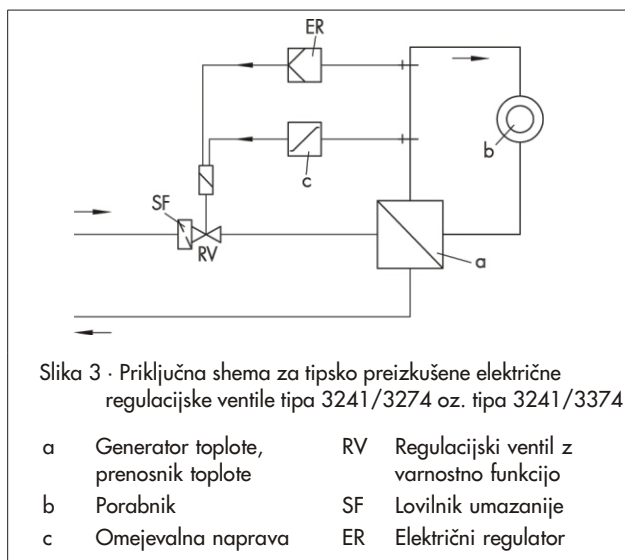 ER
c
b
SF
RV
a
Slika 3 · Priključna shema za tipsko preizkušene električne
regulacijske ventile tipa 3241/3274 oz. tipa 3241/3374
a Generator toplote, RV Regulacijski ventil z
prenosnik toplote varnostno funkcijo
b Porabnik SF Lovilnik umazanije
c Omejevalna naprava ER Električni regulator